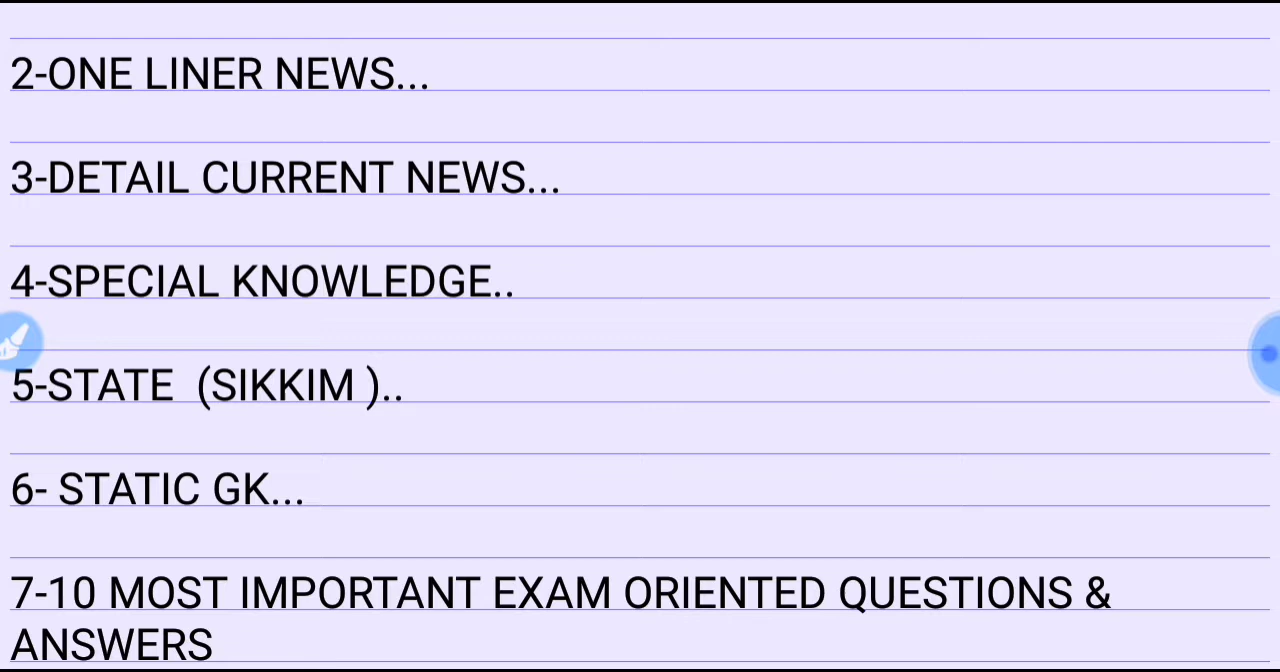 2-ONE LINER NEWS...
3-DETAIL CURRENT NEWS...
4-SPECIAL KNOWLEDGE..
5-STATE  (SIKKIM )..
6- STATIC GK...
7-10 MOST IMPORTANT EXAM ORIENTED QUESTIONS &
ANSWERS